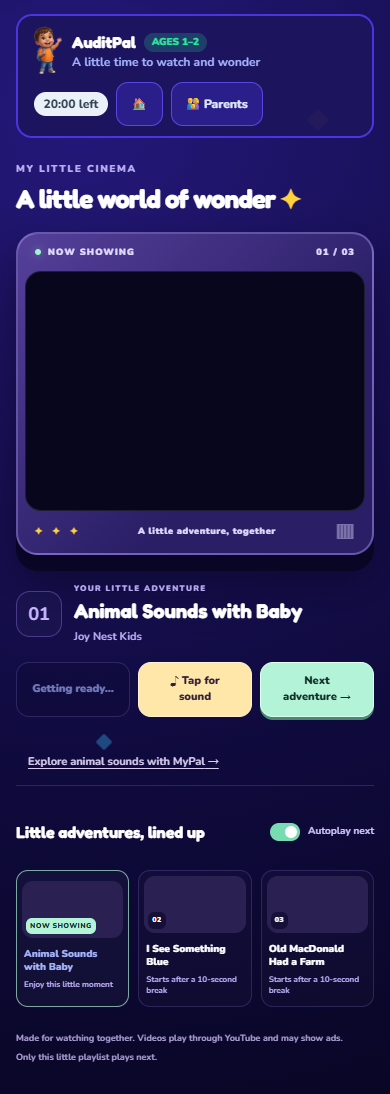 AuditPal AGES 1–2
A little time to watch and wonder
20:00 left
Parents
MY LITTLE CINEMA
A little world of wonder
NOW SHOWING 01 / 03
A little adventure, together
YOUR LITTLE ADVENTURE
01
Animal Sounds with Baby
Joy Nest Kids
Getting ready...
♪ Tap for
sound
Next
adventure →
Explore animal sounds with MyPal →
Little adventures, lined up
Autoplay next
NOW SHOWING
Animal Sounds
with Baby
Enjoy this little moment
02
I See Something
Blue
Starts after a 10-second
break
03
Old MacDonald
Had a Farm
Starts after a 10-second
break
Made for watching together. Videos play through YouTube and may show ads.
Only this little playlist plays next.